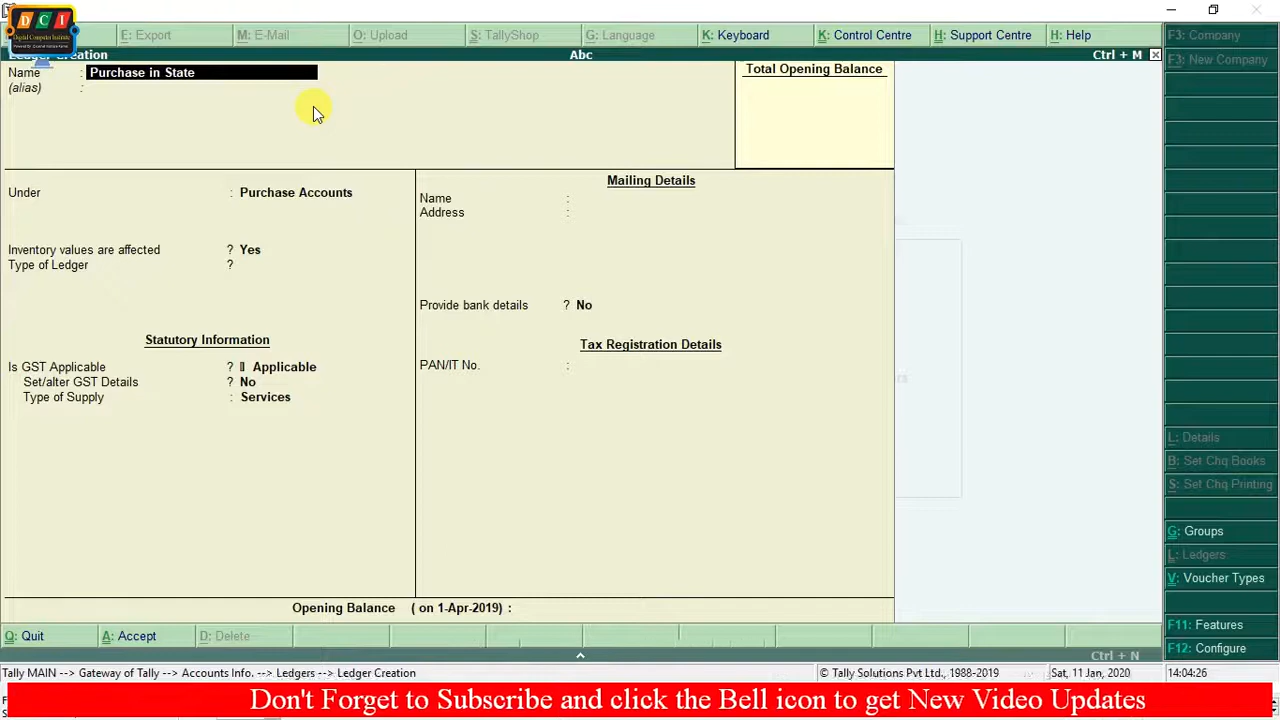 DCI
Digital Computer Institute
E: Export
M: E-Mail
O: Upload
S: TallyShop
G: Language
K: Keyboard
K: Control Centre
H: Support Centre
H: Help
F3: Company
F3: New Company
Ledger Creation
Abc
Ctrl + M
Name : Purchase in State
(alias) :
Total Opening Balance
Under : Purchase Accounts
Inventory values are affected ? Yes
Type of Ledger ?
Statutory Information
Is GST Applicable ? Applicable
Set/alter GST Details ? No
Type of Supply : Services
Mailing Details
Name :
Address :
Provide bank details ? No
Tax Registration Details
PAN/IT No. :
Opening Balance ( on 1-Apr-2019) :
L: Details
B: Set Chq Books
S: Set Chq Printing
G: Groups
L: Ledgers
V: Voucher Types
F11: Features
F12: Configure
Q: Quit
A: Accept
D: Delete
Ctrl + N
Tally MAIN --> Gateway of Tally --> Accounts Info. --> Ledgers --> Ledger Creation
© Tally Solutions Pvt Ltd., 1988-2019
Sat, 11 Jan, 2020
14:04:26
Don't Forget to Subscribe and click the Bell icon to get New Video Updates